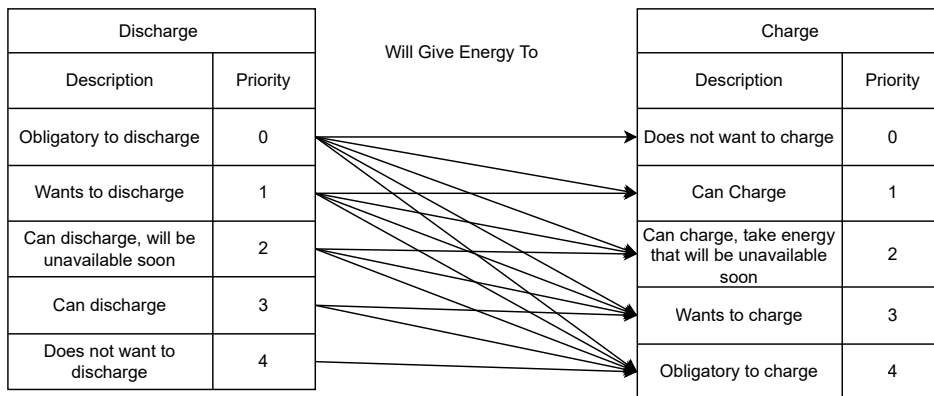 Discharge
Will Give Energy To
Charge
Description Priority
Description Priority
Obligatory to discharge 0
Does not want to charge 0
Wants to discharge 1
Can Charge 1
Can discharge, will be
unavailable soon 2
Can charge, take energy
that will be unavailable
soon 2
Can discharge 3
Wants to charge 3
Does not want to
discharge 4
Obligatory to charge 4